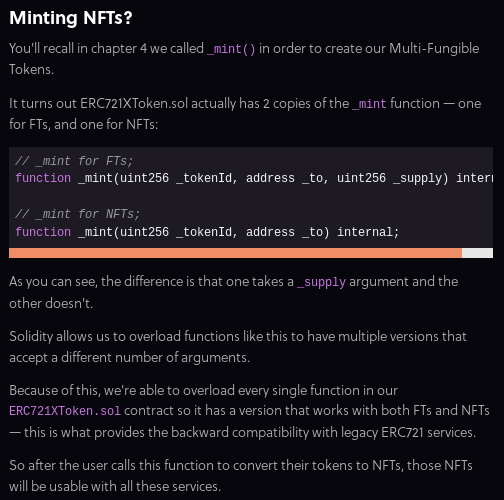 Minting NFTs?
You'll recall in chapter 4 we called _mint() in order to create our Multi-Fungible
Tokens.
It turns out ERC721XToken.sol actually has 2 copies of the _mint function — one
for FTs, and one for NFTs:
// _mint for FTs;
function _mint(uint256 _tokenId, address _to, uint256 _supply) intern
// _mint for NFTs;
function _mint(uint256 _tokenId, address _to) internal;
As you can see, the difference is that one takes a _supply argument and the
other doesn't.
Solidity allows us to overload functions like this to have multiple versions that
accept a different number of arguments.
Because of this, we're able to overload every single function in our
ERC721XToken.sol contract so it has a version that works with both FTs and NFTs
— this is what provides the backward compatibility with legacy ERC721 services.
So after the user calls this function to convert their tokens to NFTs, those NFTs
will be usable with all these services.